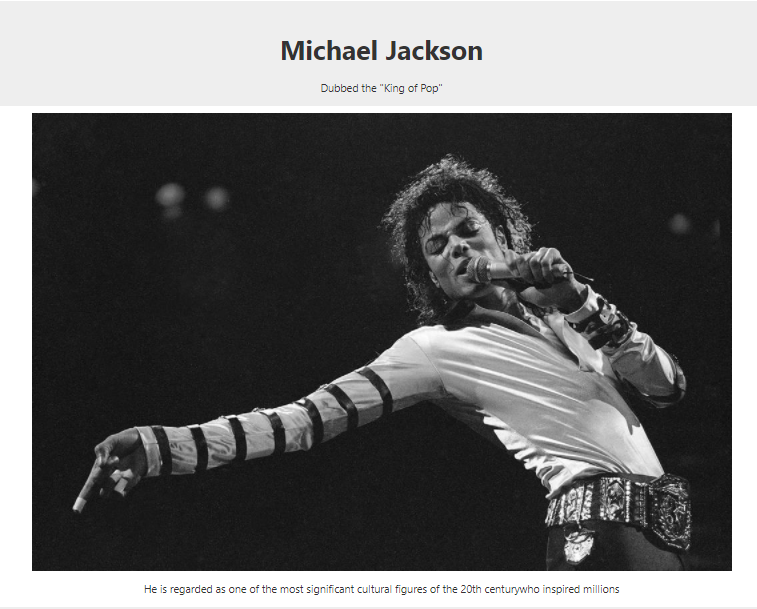 Michael Jackson
Dubbed the "King of Pop"
He is regarded as one of the most significant cultural figures of the 20th centurywho inspired millions